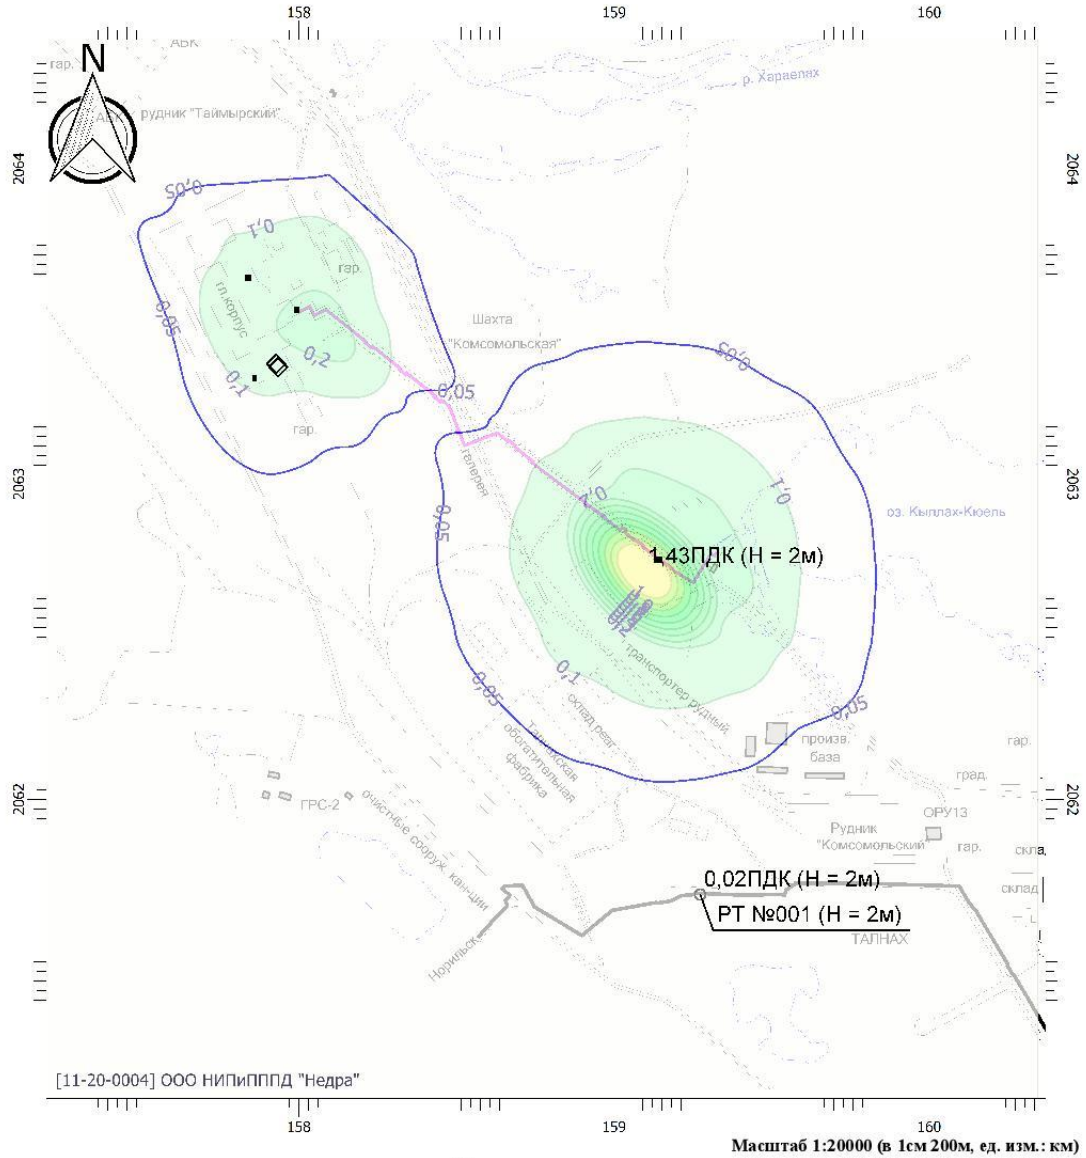 158
159
160
АБК
гар.
N
р. Хараелах
АБК
рудник "Таймырский"
2064
2064
0,05
0,1
гар.
гл.корпус
0,05
Шахта
"Комсомольская"
0,2
0,1
0,05
0,05
гар.
галерея
2063
2063
0,1
0,2
0,05
оз. Кыллах-Кюель
1,43ПДК (Н = 2м)
0,1
транспортер рудный
0,05
склад реаг
0,05
Талнахская
обогатительная
фабрика
произв.
база
гар.
град.
2062
2062
ГРС-2
очистные сооруж. кан-ции
ОРУ13
Рудник
"Комсомольский"
гар.
скла
0,02ПДК (Н = 2м)
склад
РТ №001 (Н = 2м)
ТАЛНАХ
Норильск
[11-20-0004] ООО НИПиПППД "Недра"
158
159
160
Масштаб 1:20000 (в 1см 200м, ед. изм.: км)